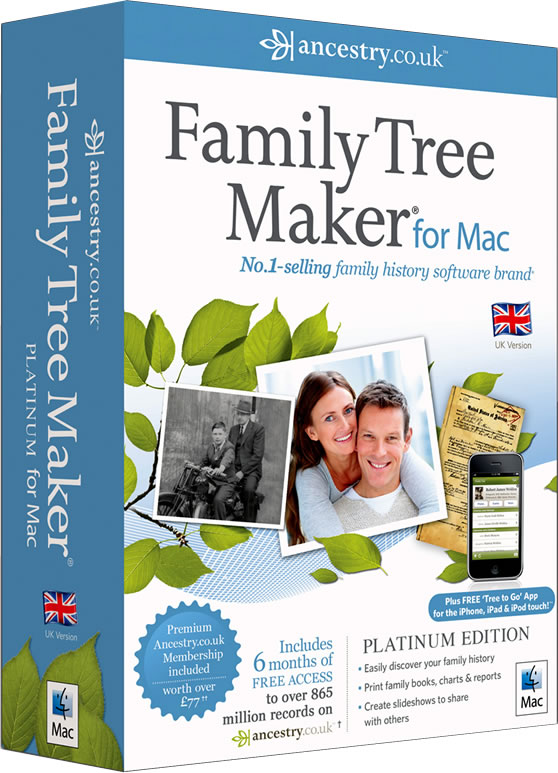 ancestry.co.uk™
Family Tree
Maker® for Mac
No.1-selling family history software brand*
UK Version
Plus FREE 'Tree to Go' App
for the iPhone, iPad & iPod touch!™
Premium
Ancestry.co.uk
Membership
included
worth over
£77††
Includes
6 months of
FREE ACCESS
to over 865
million records on
ancestry.co.uk™†
PLATINUM EDITION
• Easily discover your family history
• Print family books, charts & reports
• Create slideshows to share
with others
Mac
ancestry.co.uk™
Family Tree Maker®
PLATINUM for Mac
UK Version
Mac